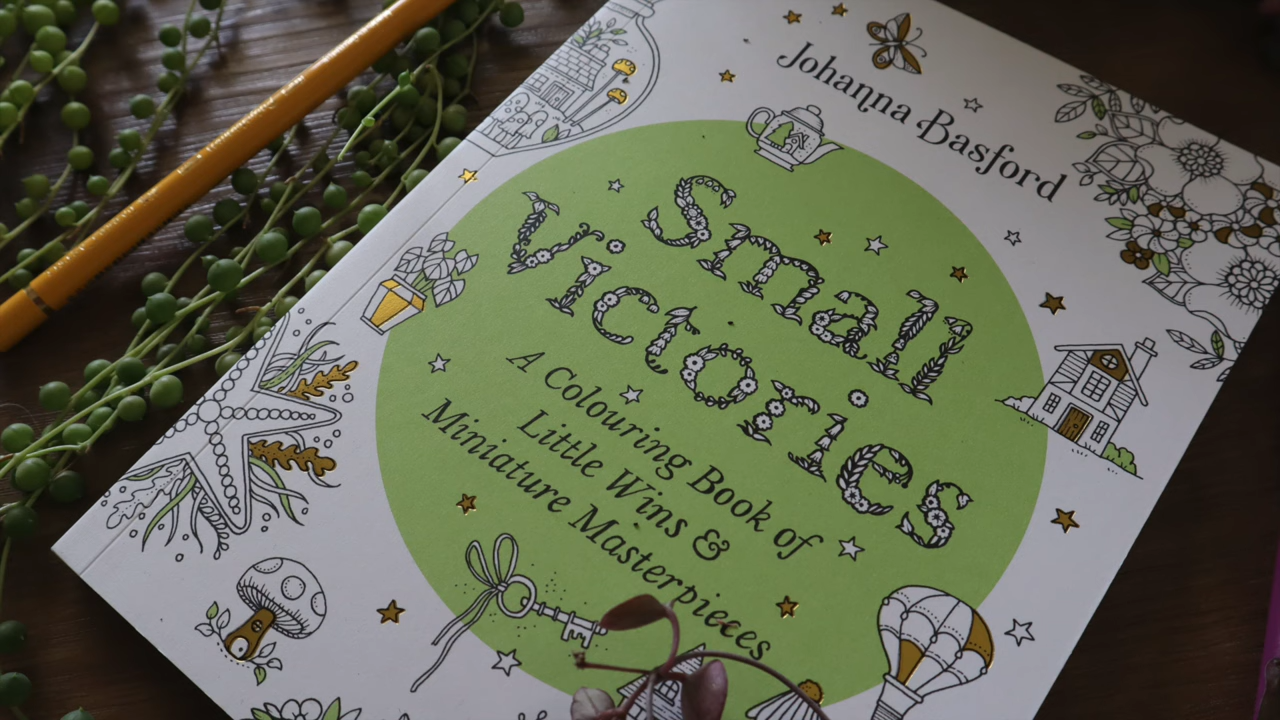 Johanna Basford
Small
Victories
A Colouring Book of
Little Wins &
Miniature Masterpieces